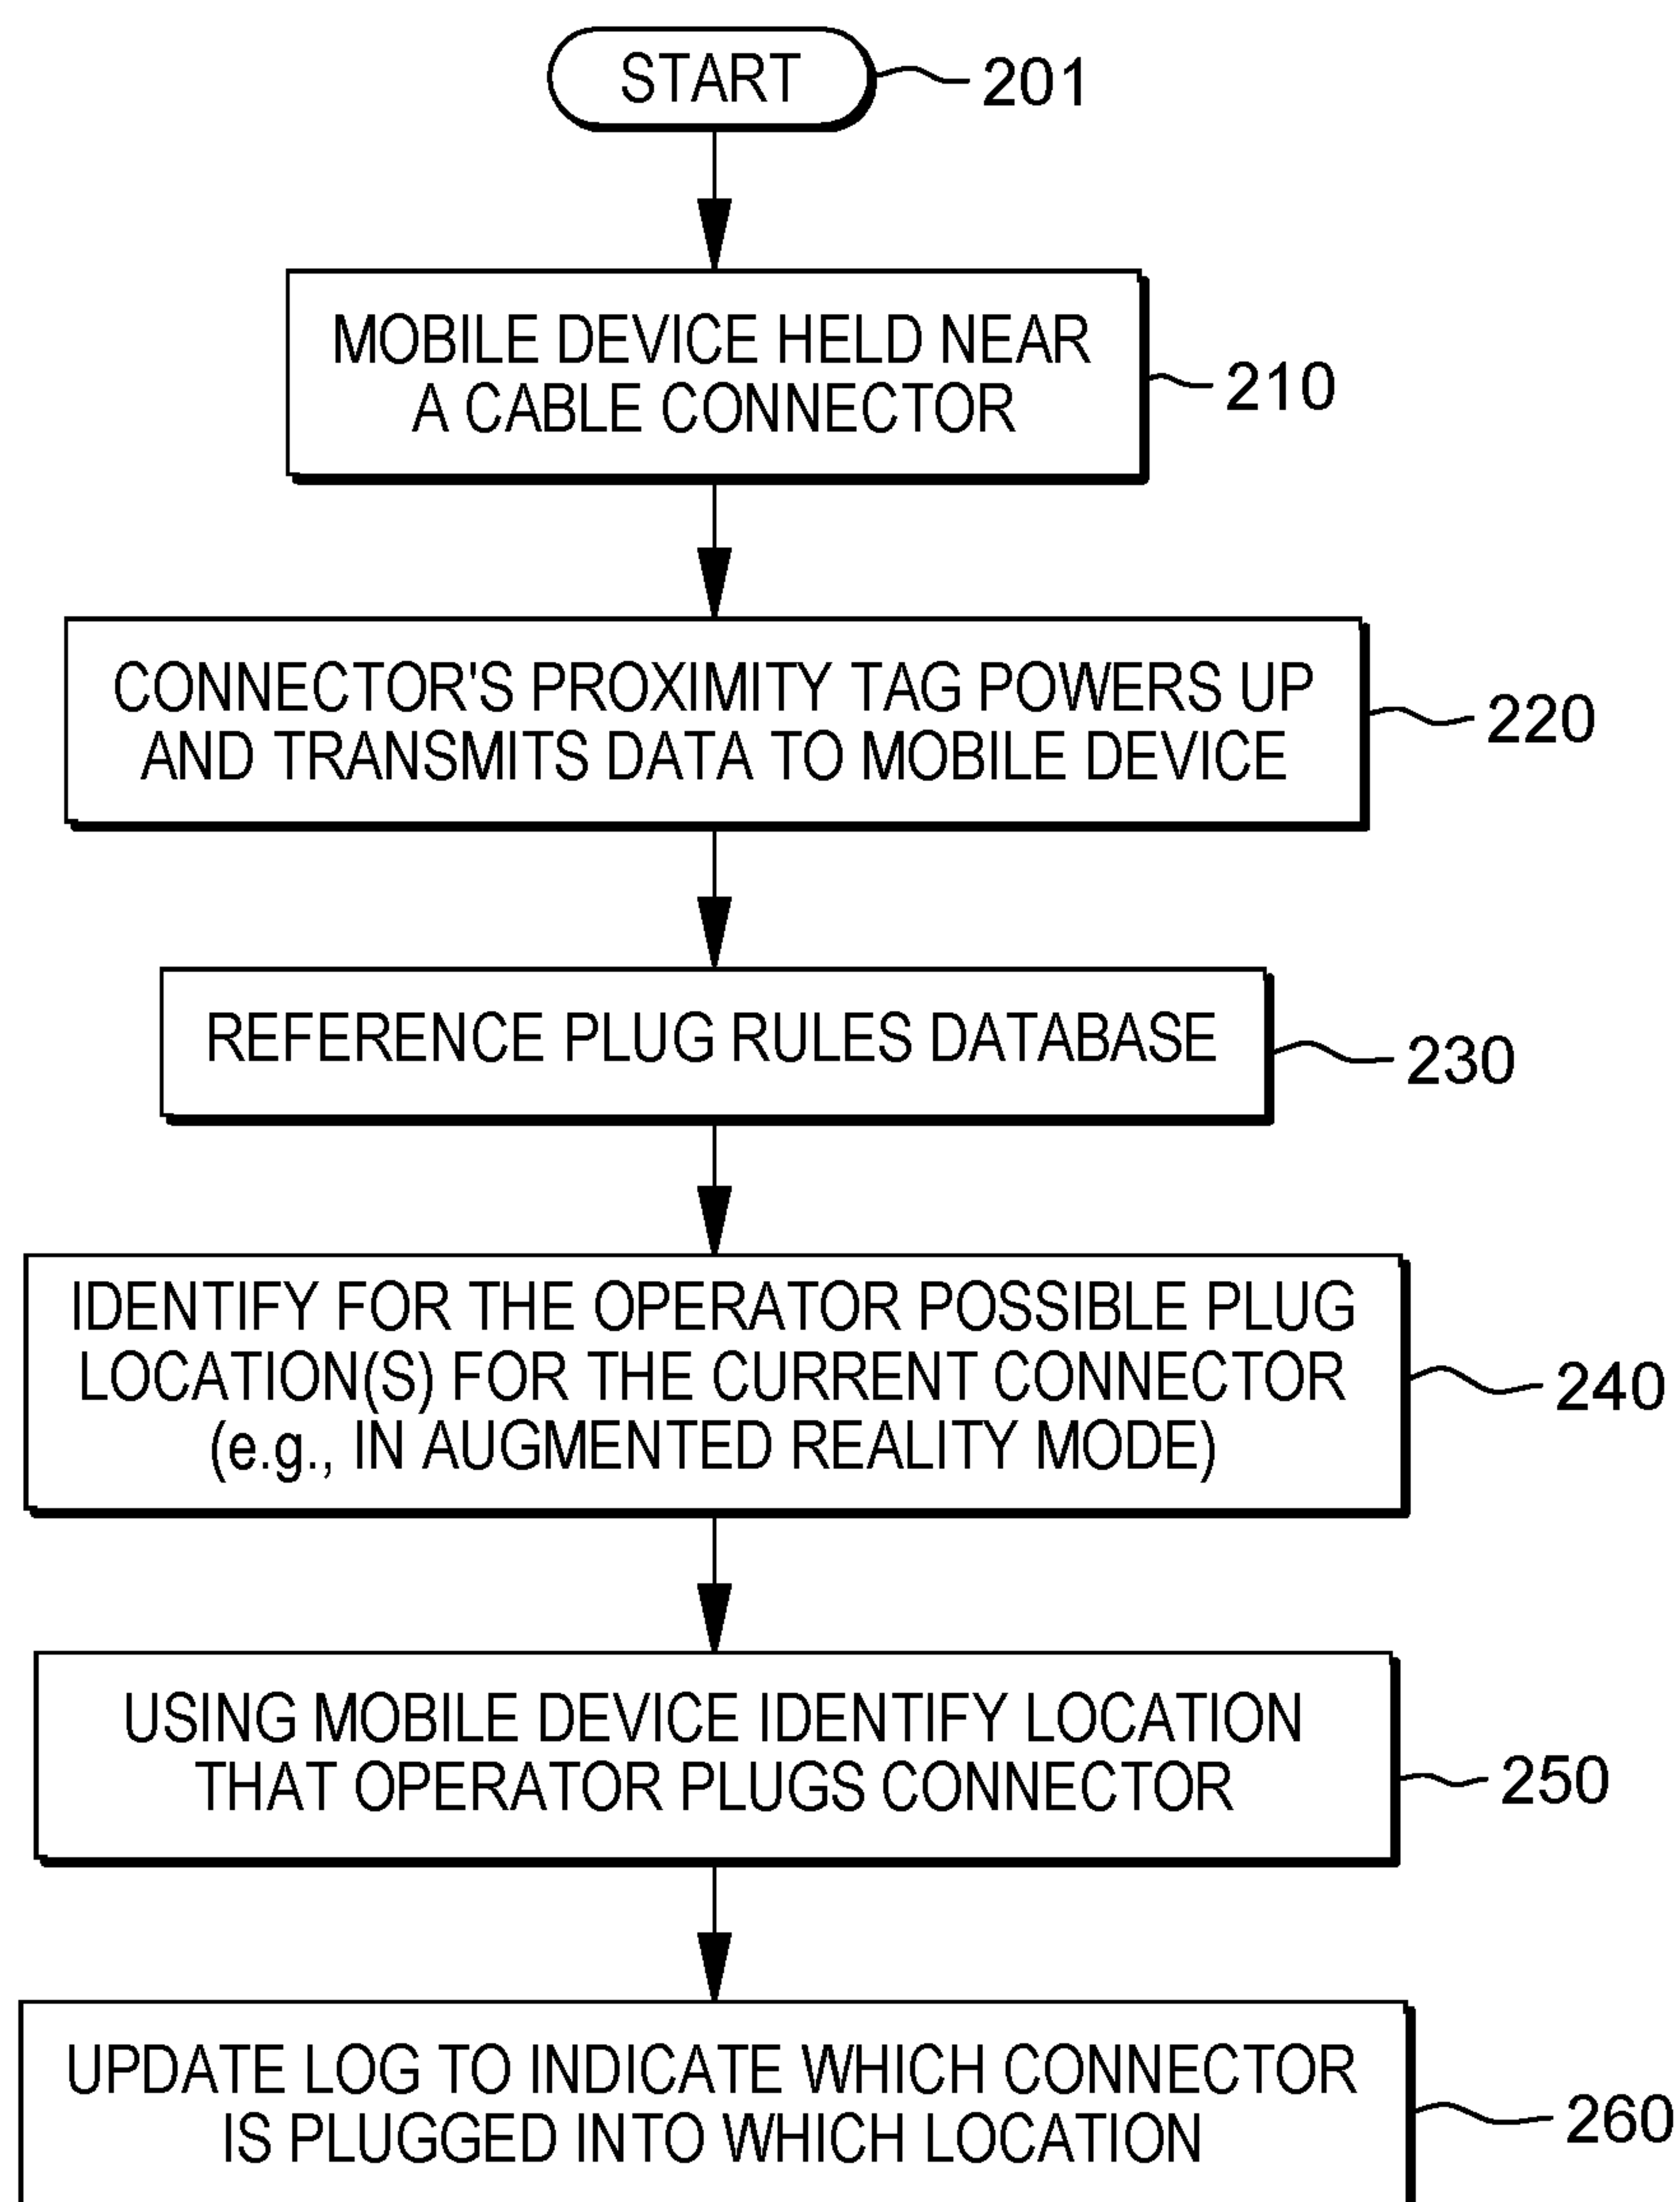 START
201
MOBILE DEVICE HELD NEAR
A CABLE CONNECTOR
210
CONNECTOR'S PROXIMITY TAG POWERS UP
AND TRANSMITS DATA TO MOBILE DEVICE
220
REFERENCE PLUG RULES DATABASE
230
IDENTIFY FOR THE OPERATOR POSSIBLE PLUG
LOCATION(S) FOR THE CURRENT CONNECTOR
(e.g., IN AUGMENTED REALITY MODE)
240
USING MOBILE DEVICE IDENTIFY LOCATION
THAT OPERATOR PLUGS CONNECTOR
250
UPDATE LOG TO INDICATE WHICH CONNECTOR
IS PLUGGED INTO WHICH LOCATION
260